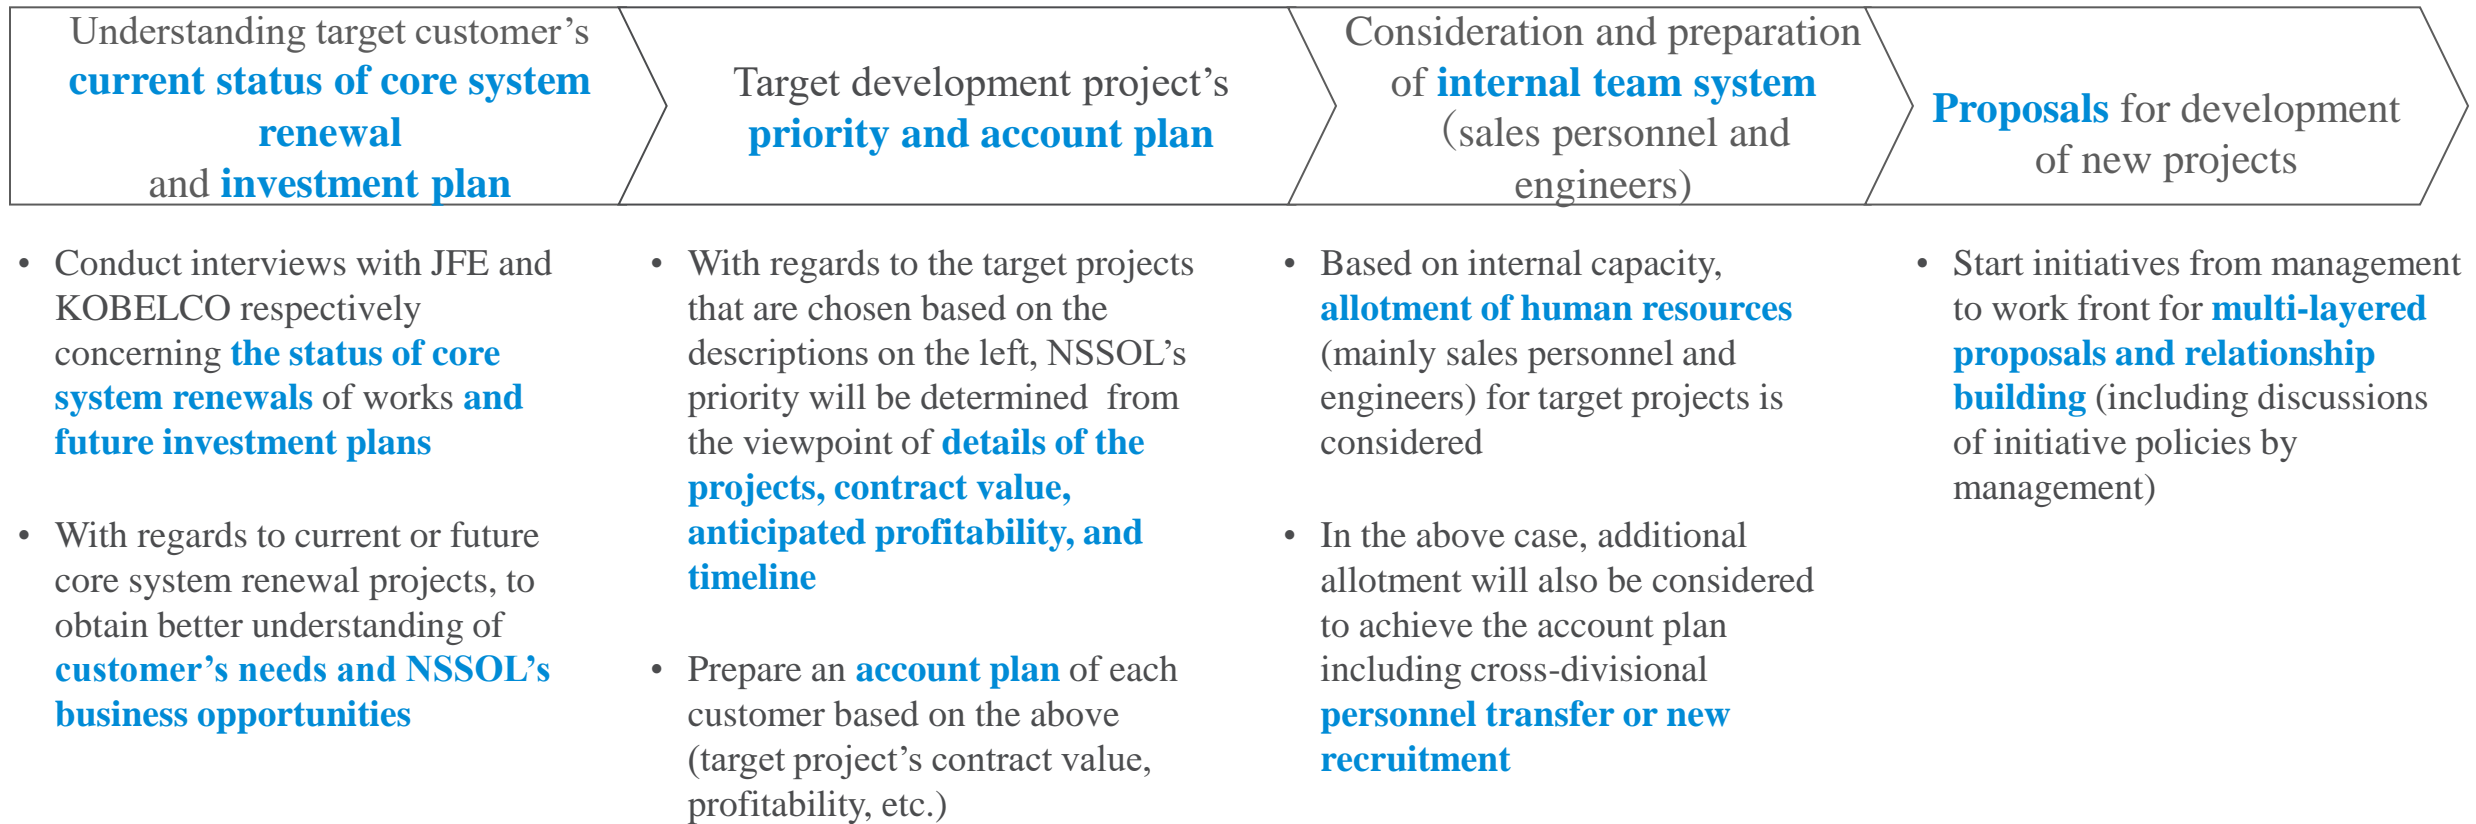 Understanding target customer’s
current status of core system
renewal
and investment plan
Target development project’s
priority and account plan
Consideration and preparation
of internal team system
（sales personnel and
engineers)
Proposals for development
of new projects
• Conduct interviews with JFE and
KOBELCO respectively
concerning the status of core
system renewals of works and
future investment plans
• With regards to current or future
core system renewal projects, to
obtain better understanding of
customer’s needs and NSSOL’s
business opportunities
• With regards to the target projects
that are chosen based on the
descriptions on the left, NSSOL’s
priority will be determined  from
the viewpoint of details of the
projects, contract value,
anticipated profitability, and
timeline
• Prepare an account plan of each
customer based on the above
(target project’s contract value,
profitability, etc.)
• Based on internal capacity,
allotment of human resources
(mainly sales personnel and
engineers) for target projects is
considered
• In the above case, additional
allotment will also be considered
to achieve the account plan
including cross-divisional
personnel transfer or new
recruitment
• Start initiatives from management
to work front for multi-layered
proposals and relationship
building (including discussions
of initiative policies by
management)